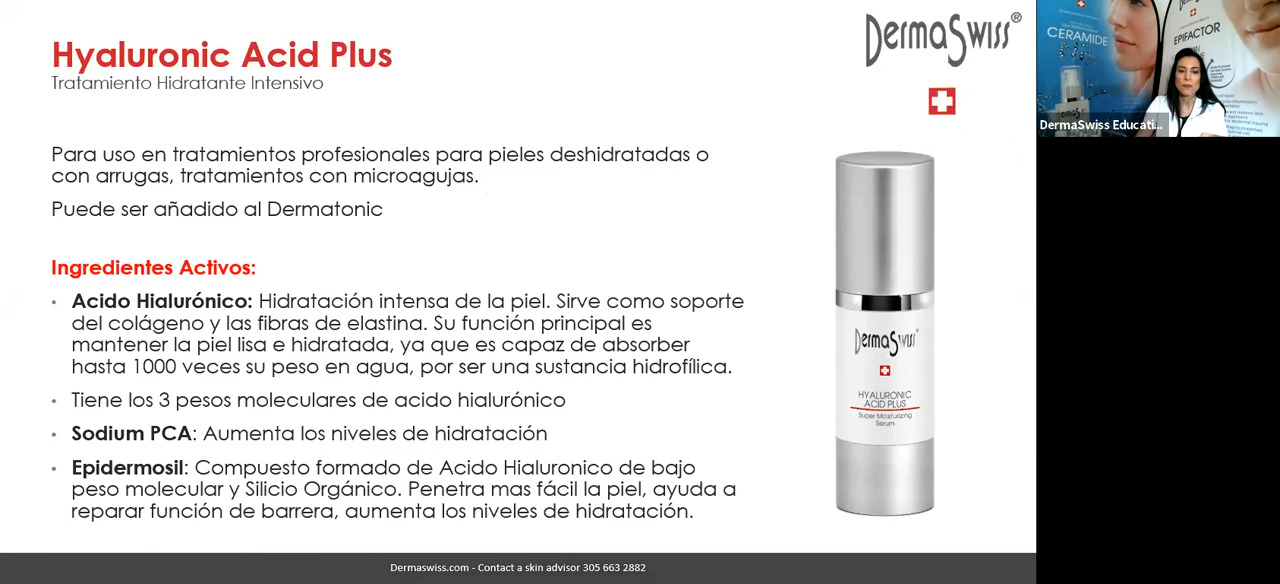 Hyaluronic Acid Plus
Tratamiento Hidratante Intensivo
DermaSwiss®
Para uso en tratamientos profesionales para pieles deshidratadas o
con arrugas, tratamientos con microagujas.
Puede ser añadido al Dermatonic
Ingredientes Activos:
• Acido Hialurónico: Hidratación intensa de la piel. Sirve como soporte
del colágeno y las fibras de elastina. Su función principal es
mantener la piel lisa e hidratada, ya que es capaz de absorber
hasta 1000 veces su peso en agua, por ser una sustancia hidrofílica.
• Tiene los 3 pesos moleculares de acido hialurónico
• Sodium PCA: Aumenta los niveles de hidratación
• Epidermosil: Compuesto formado de Acido Hialuronico de bajo
peso molecular y Silicio Orgánico. Penetra mas fácil la piel, ayuda a
reparar función de barrera, aumenta los niveles de hidratación.
DermaSwiss®
HYALURONIC
ACID PLUS
Super Moisturizing
Serum
Dermaswiss.com - Contact a skin advisor 305 663 2882
CERAMIDE
EPIFACTOR
DermaSwiss Educati...